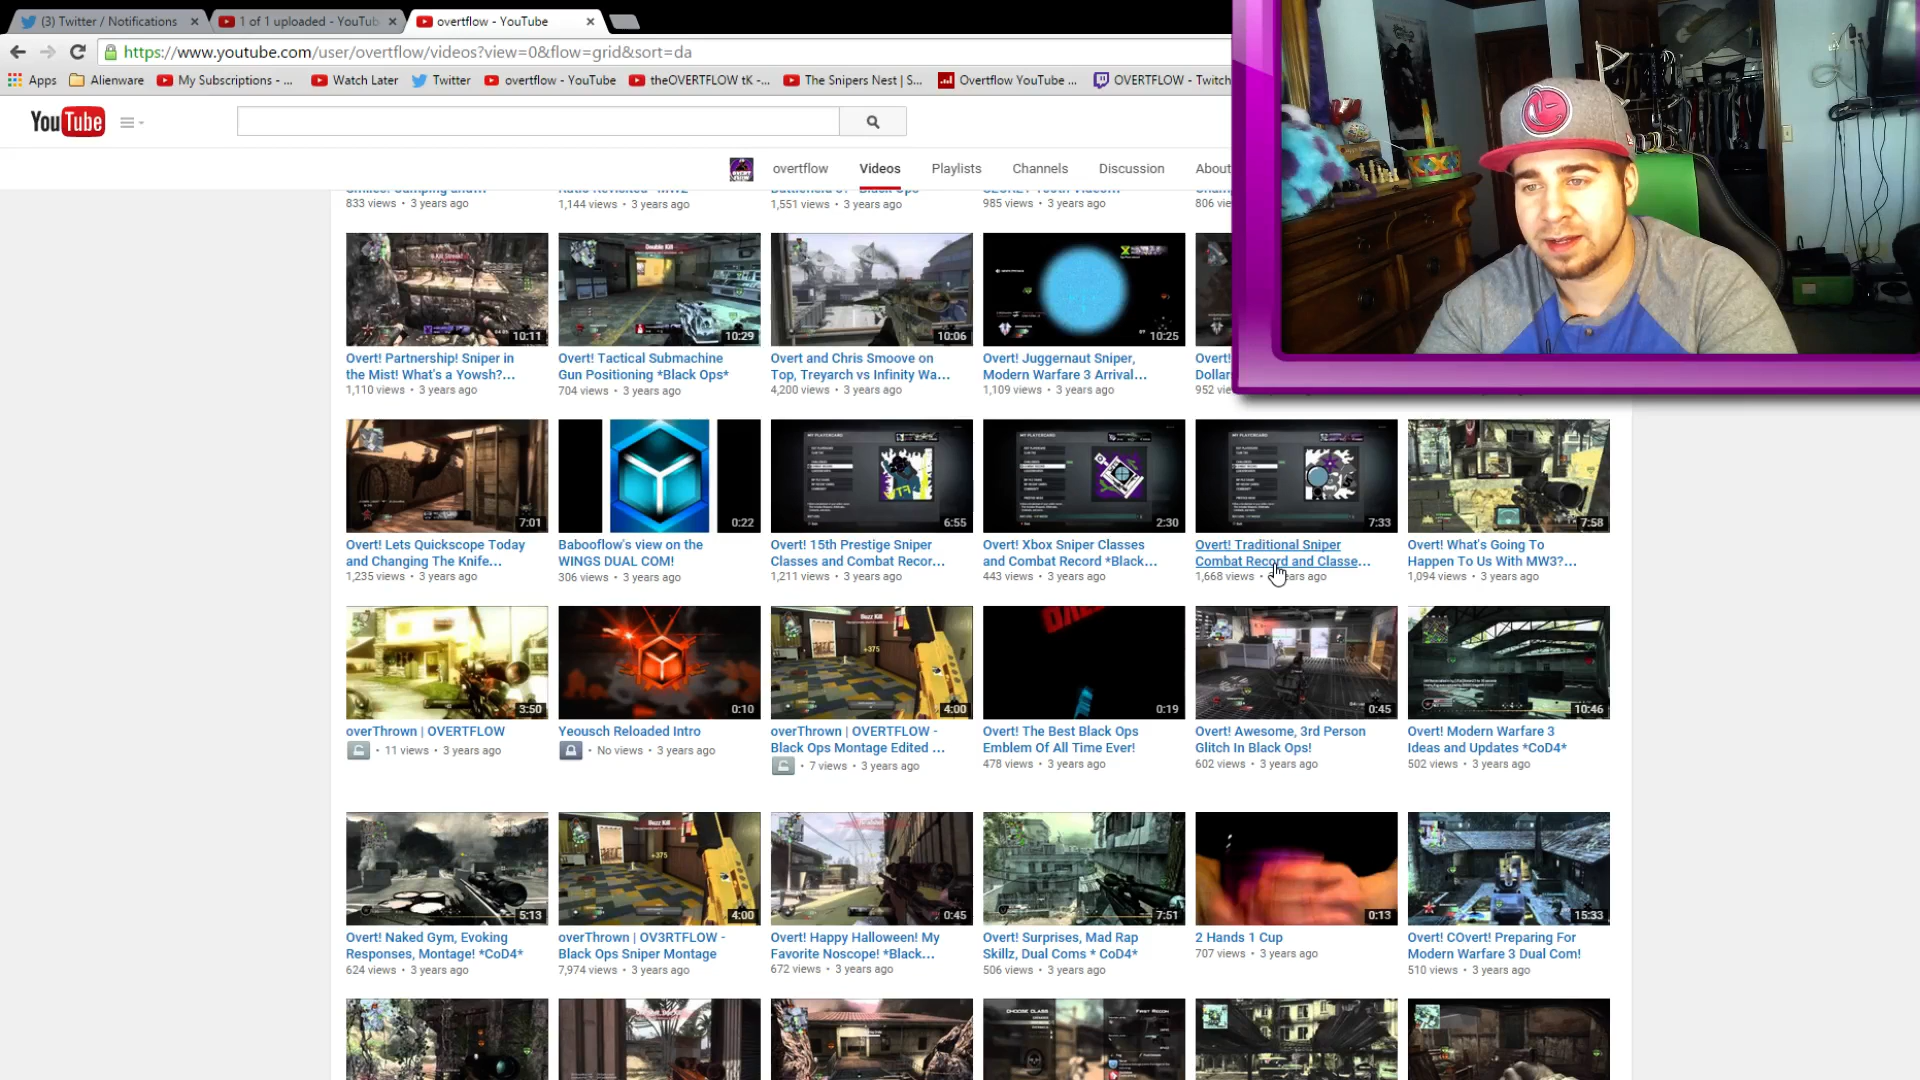 (3) Twitter / Notifications
1 of 1 uploaded - YouTub
overtflow - YouTube
https://www.youtube.com/user/overtflow/videos?view=0&flow=grid&sort=da
Apps
Alienware
My Subscriptions - ...
Watch Later
Twitter
overtflow - YouTube
theOVERTFLOW tK -...
The Snipers Nest | S...
Overtflow YouTube ...
OVERTFLOW - Twitch
YouTube
overtflow
Videos
Playlists
Channels
Discussion
About
833 views • 3 years ago
1,144 views • 3 years ago
1,551 views • 3 years ago
985 views • 3 years ago
806 vie
10:11
10:29
10:06
10:25
Overt! Partnership! Sniper in
the Mist! What's a Yowsh?...
1,110 views • 3 years ago
Overt! Tactical Submachine
Gun Positioning *Black Ops*
704 views • 3 years ago
Overt and Chris Smoove on
Top, Treyarch vs Infinity Wa...
4,200 views • 3 years ago
Overt! Juggernaut Sniper,
Modern Warfare 3 Arrival...
1,109 views • 3 years ago
Overt!
Dollar
952 vie
7:01
0:22
6:55
2:30
7:33
7:58
Overt! Lets Quickscope Today
and Changing The Knife...
1,235 views • 3 years ago
Babooflow's view on the
WINGS DUAL COM!
306 views • 3 years ago
Overt! 15th Prestige Sniper
Classes and Combat Recor...
1,211 views • 3 years ago
Overt! Xbox Sniper Classes
and Combat Record *Black...
443 views • 3 years ago
Overt! Traditional Sniper
Combat Record and Classe...
1,668 views • years ago
Overt! What's Going To
Happen To Us With MW3?...
1,094 views • 3 years ago
3:50
0:10
Buzz Kill
+375
4:00
0:19
0:45
10:46
overThrown | OVERTFLOW
11 views • 3 years ago
Yeousch Reloaded Intro
No views • 3 years ago
overThrown | OVERTFLOW -
Black Ops Montage Edited ...
7 views • 3 years ago
Overt! The Best Black Ops
Emblem Of All Time Ever!
478 views • 3 years ago
Overt! Awesome, 3rd Person
Glitch In Black Ops!
602 views • 3 years ago
Overt! Modern Warfare 3
Ideas and Updates *CoD4*
502 views • 3 years ago
5:13
Buzz Kill
+375
4:00
0:45
7:51
0:13
15:33
Overt! Naked Gym, Evoking
Responses, Montage! *CoD4*
624 views • 3 years ago
overThrown | OV3RTFLOW -
Black Ops Sniper Montage
7,974 views • 3 years ago
Overt! Happy Halloween! My
Favorite Noscope! *Black...
672 views • 3 years ago
Overt! Surprises, Mad Rap
Skillz, Dual Coms * CoD4*
506 views • 3 years ago
2 Hands 1 Cup
707 views • 3 years ago
Overt! COvert! Preparing For
Modern Warfare 3 Dual Com!
510 views • 3 years ago